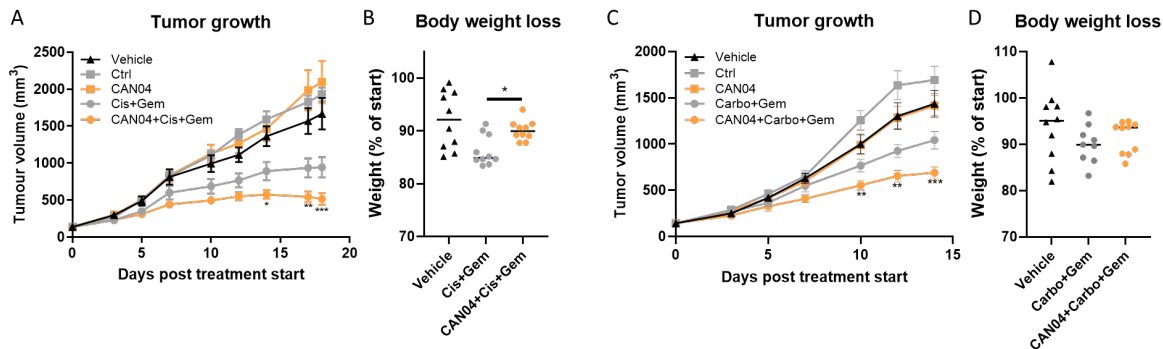 A
Tumor growth
Tumour volume (mm³)
2500
2000
1500
1000
500
0
0
5
10
15
20
Days post treatment start
Vehicle
Ctrl
CAN04
Cis+Gem
CAN04+Cis+Gem
*
**
***
B
Body weight loss
Weight (% of start)
100
90
80
70
*
Vehicle
Cis+Gem
CAN04+Cis+Gem
C
Tumor growth
Tumour volume (mm³)
2000
1500
1000
500
0
0
5
10
15
Days post treatment start
Vehicle
Ctrl
CAN04
Carbo+Gem
CAN04+Carbo+Gem
**
**
***
D
Body weight loss
Weight (% of start)
110
100
90
80
70
Vehicle
Carbo+Gem
CAN04+Carbo+Gem